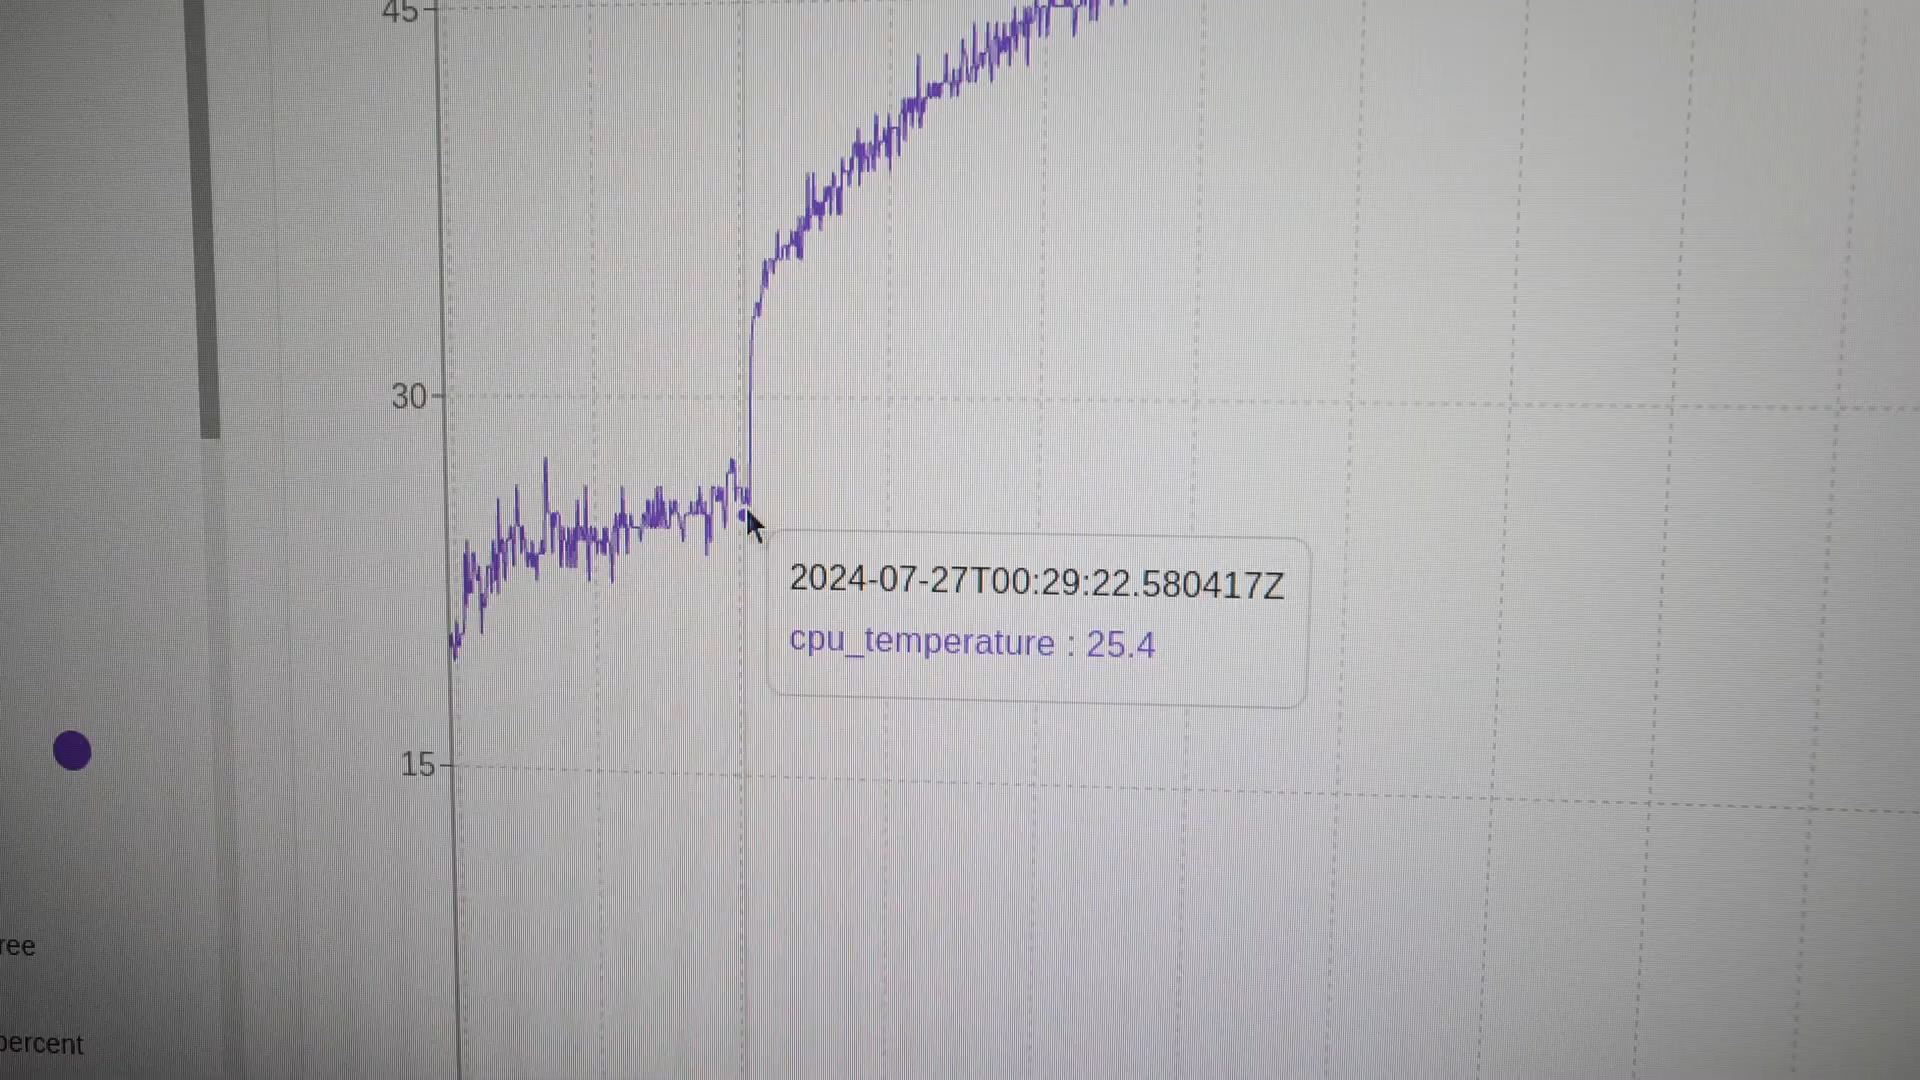 45
30
2024-07-27T00:29:22.580417Z
cpu_temperature : 25.4
15
ree
percent